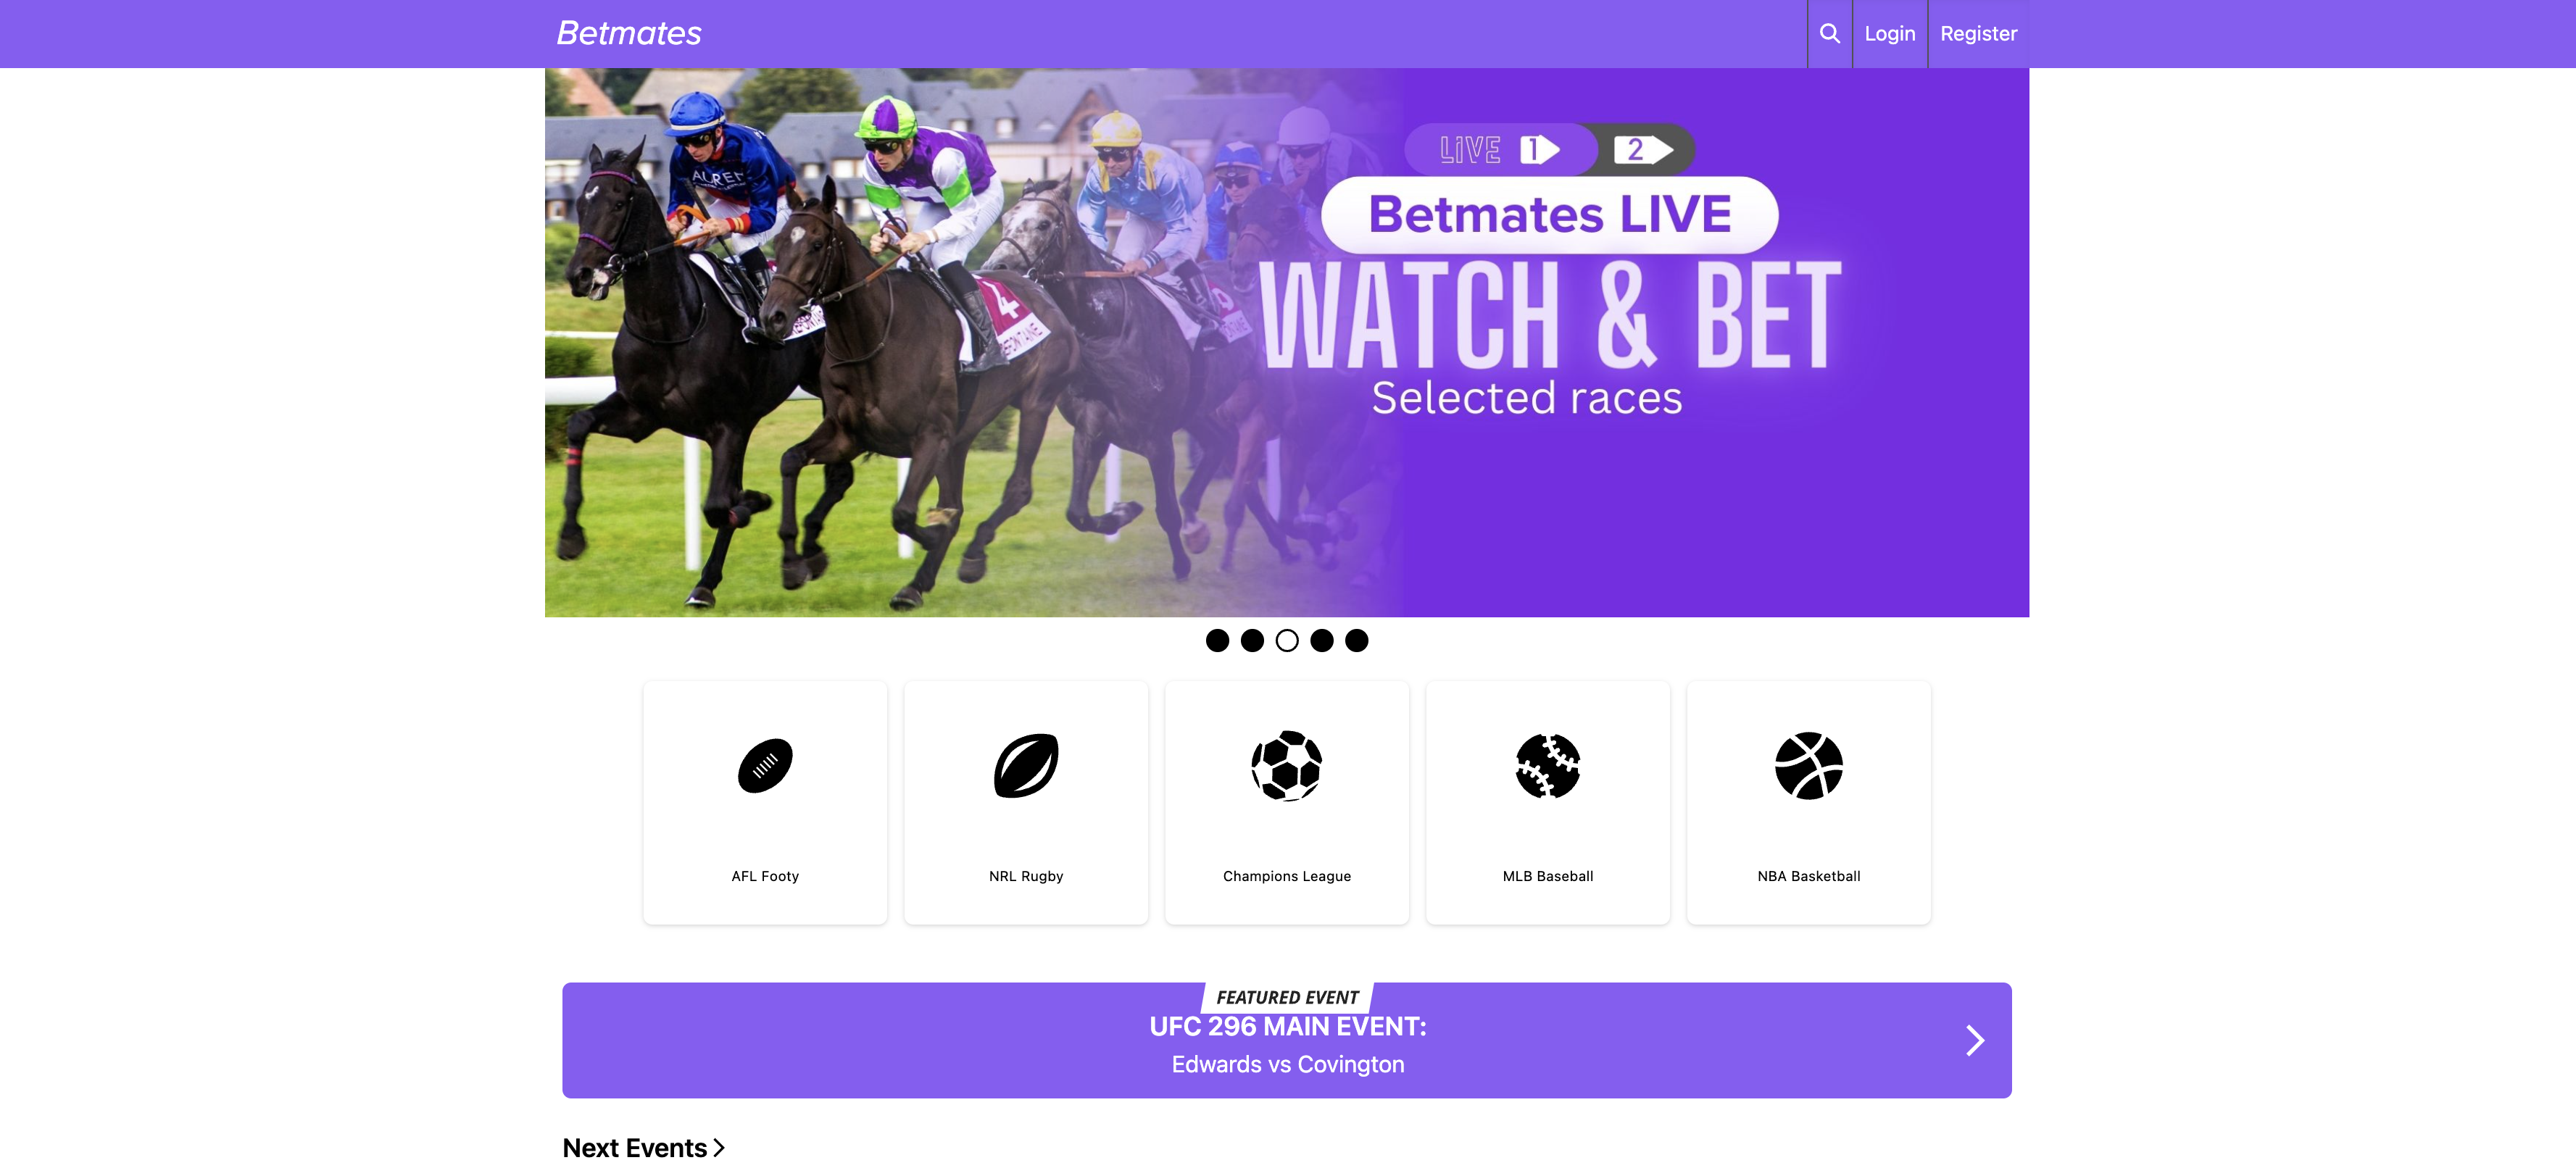 Betmates
Login
Register
LIVE 1 2
Betmates LIVE
WATCH & BET
Selected races
4
AFL Footy
NRL Rugby
Champions League
MLB Baseball
NBA Basketball
FEATURED EVENT
UFC 296 MAIN EVENT:
Edwards vs Covington
Next Events